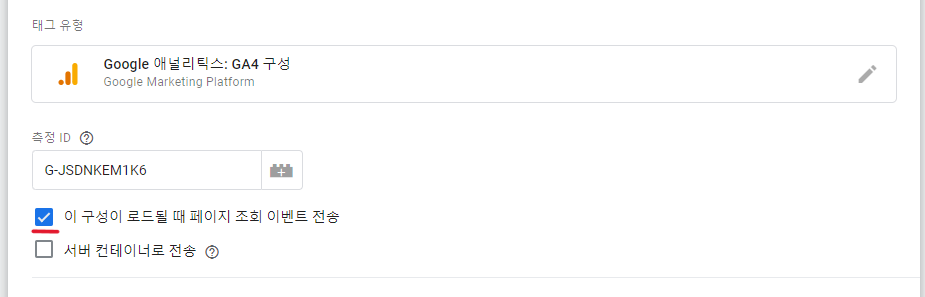 태그 유형
Google 애널리틱스: GA4 구성
Google Marketing Platform
측정 ID
G-JSDNKEM1K6
이 구성이 로드될 때 페이지 조회 이벤트 전송
서버 컨테이너로 전송